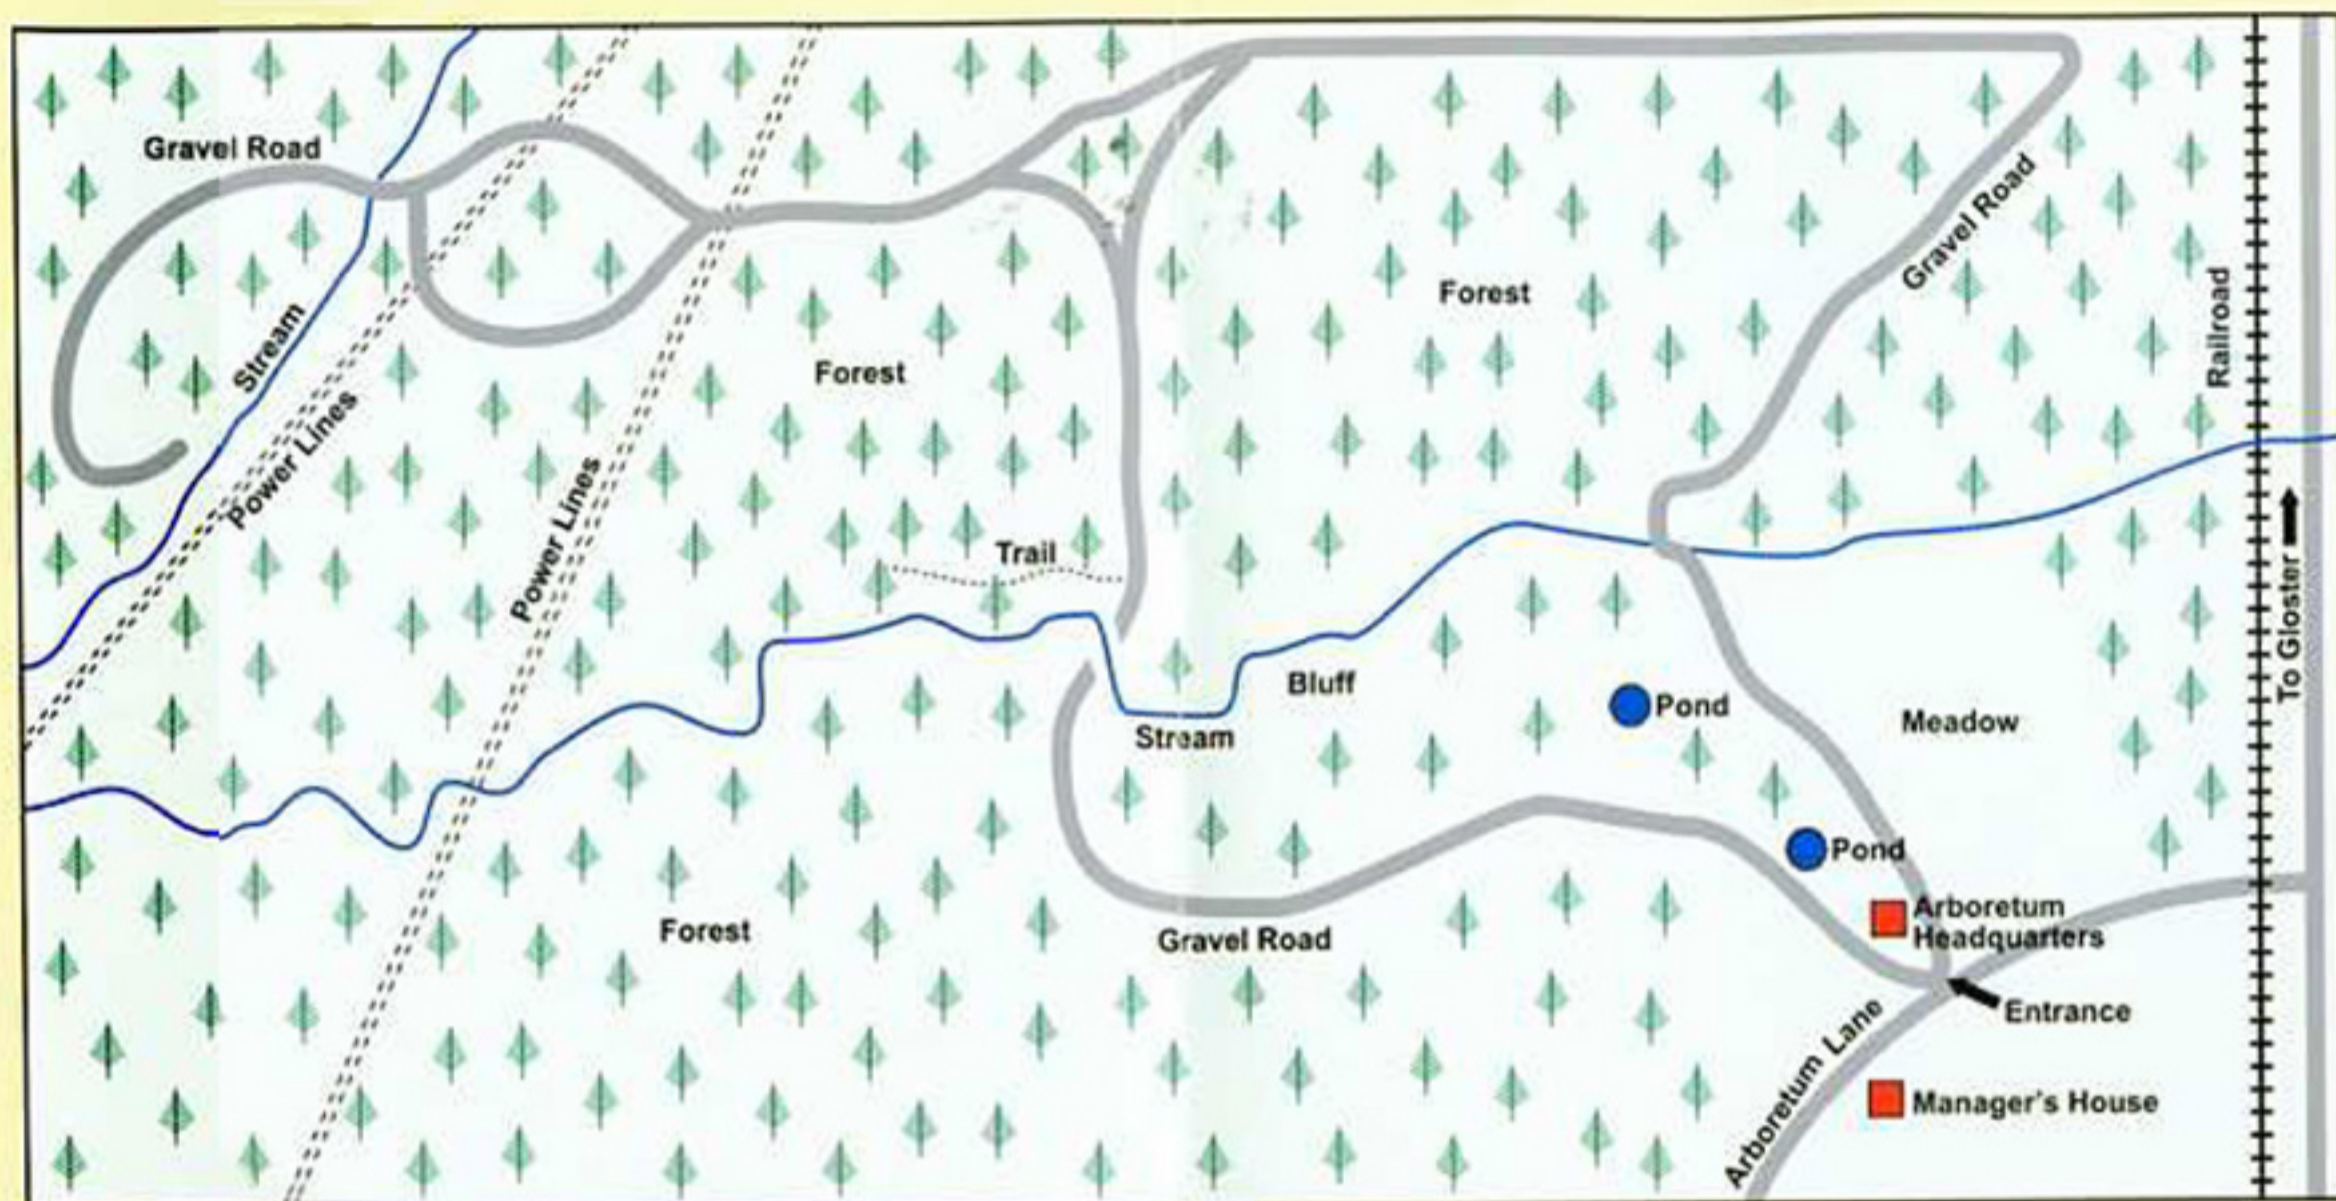 Gravel Road
Gravel Road
Forest
Railroad
Stream
Forest
Power Lines
Power Lines
Trail
To Gloster
Bluff
Pond
Meadow
Stream
Pond
Arboretum
Headquarters
Forest
Gravel Road
Entrance
Arboretum Lane
Manager's House